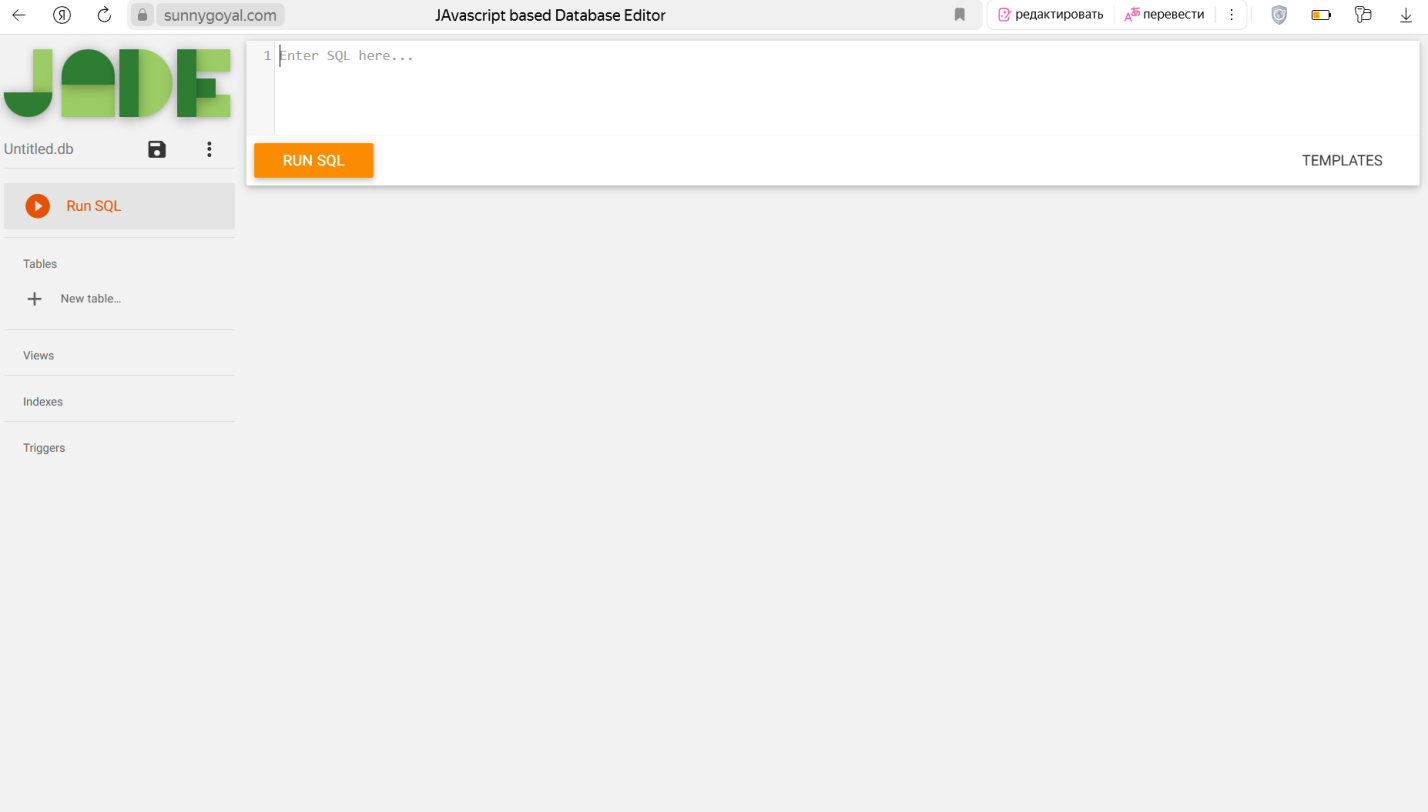 sunnygoyal.com JAvascript based Database Editor редактировать перевести
JADE
1 Enter SQL here...
Untitled.db
RUN SQL TEMPLATES
Run SQL
Tables
New table...
Views
Indexes
Triggers